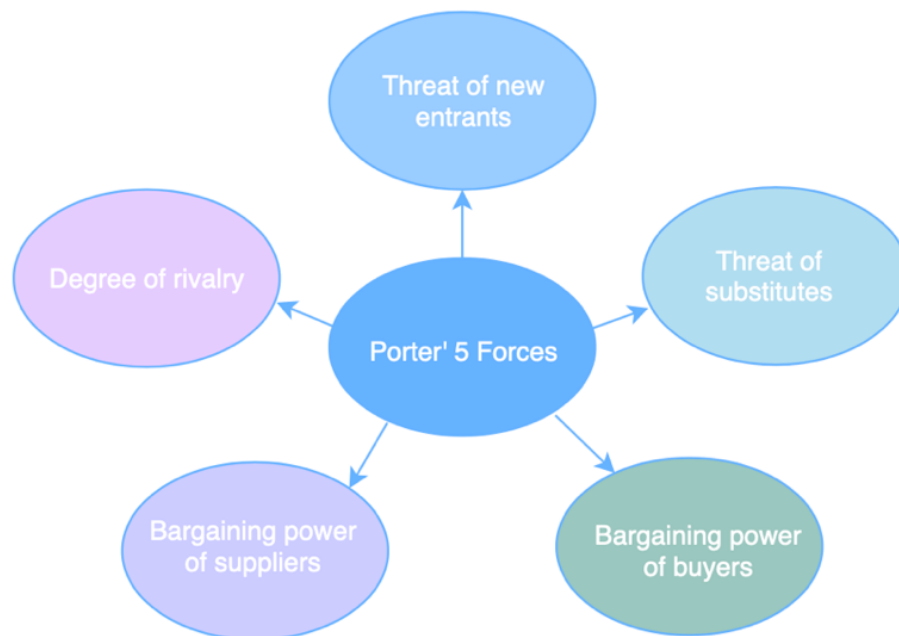 Threat of new
entrants
Degree of rivalry
Threat of
substitutes
Porter' 5 Forces
Bargaining power
of suppliers
Bargaining power
of buyers